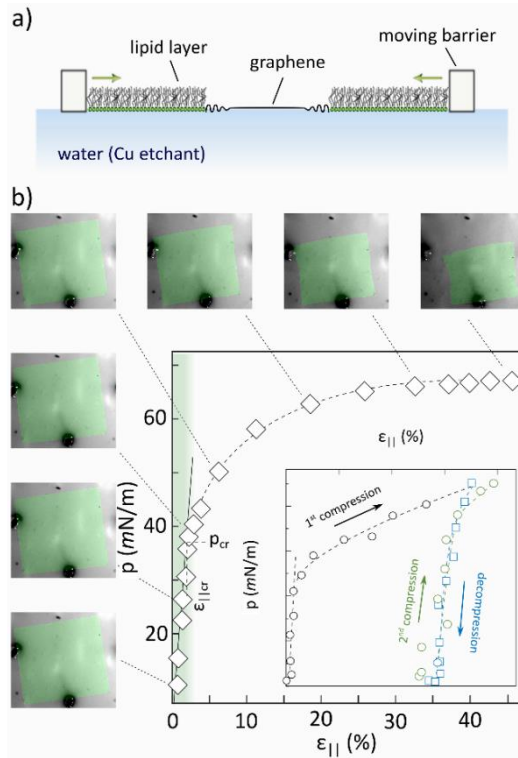 a)
lipid layer
graphene
moving barrier
water (Cu etchant)
b)
p (mN/m)
60
40
20
p_cr
ε||cr
ε|| (%)
0 10 20 30 40
ε|| (%)
p (mN/m)
1st compression
2nd compression
decompression